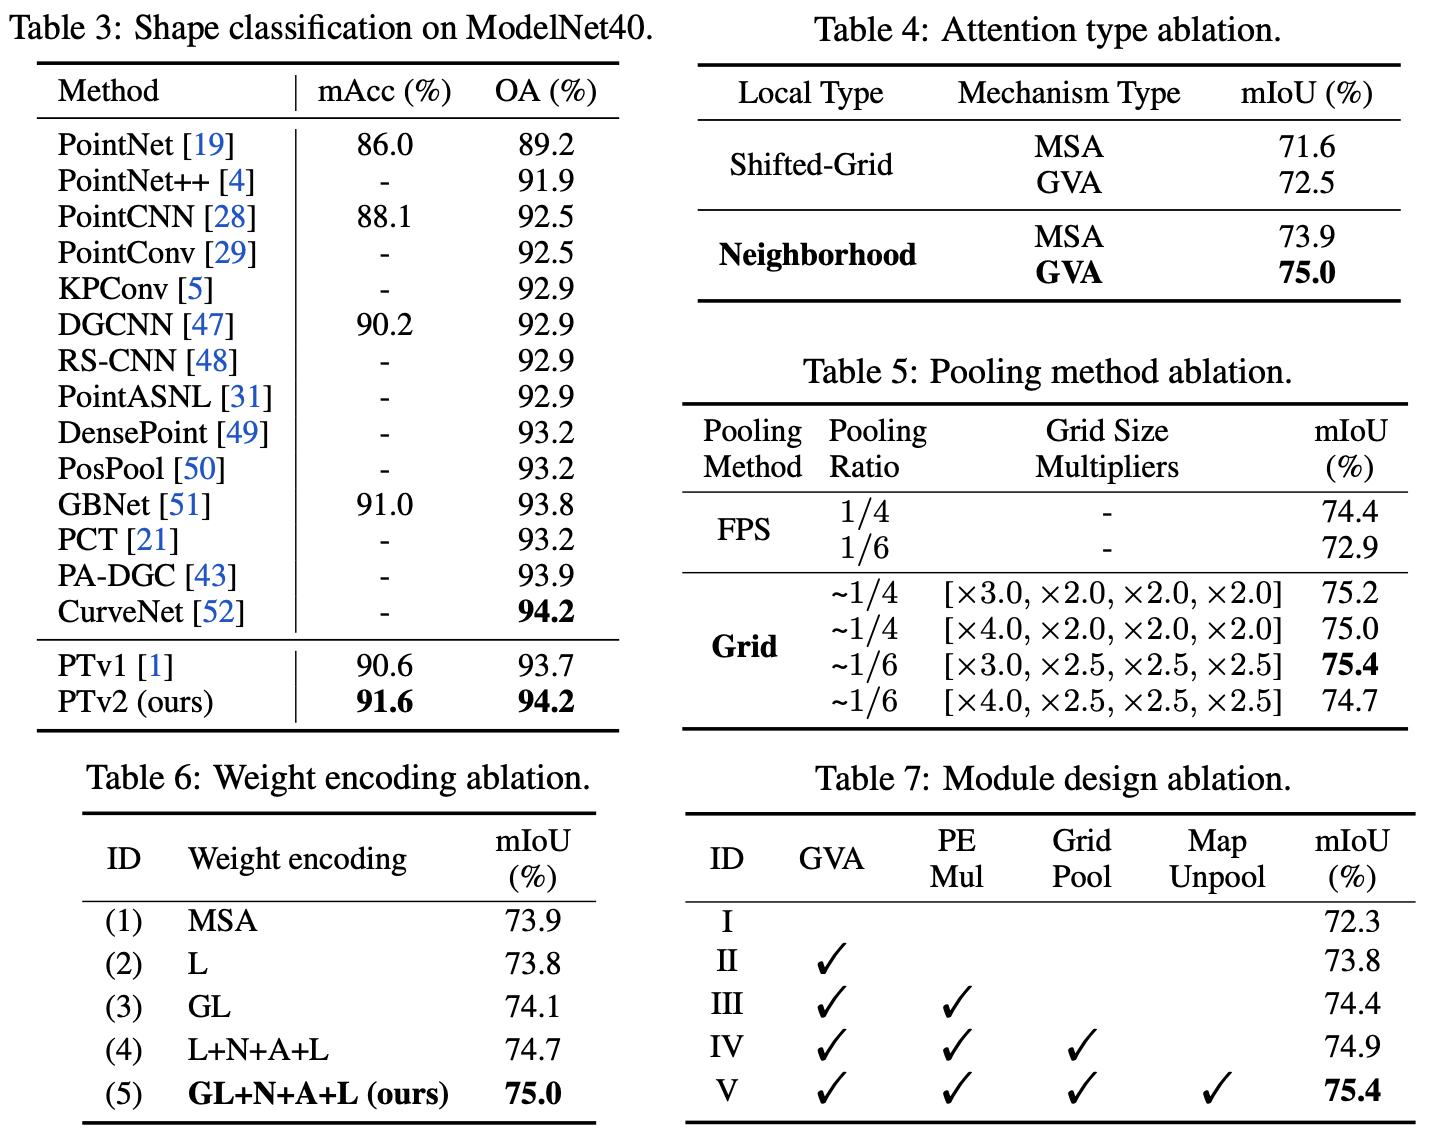 Table 3: Shape classification on ModelNet40.
Method mAcc (%) OA (%)
PointNet [19] 86.0 89.2
PointNet++ [4] - 91.9
PointCNN [28] 88.1 92.5
PointConv [29] - 92.5
KPConv [5] - 92.9
DGCNN [47] 90.2 92.9
RS-CNN [48] - 92.9
PointASNL [31] - 92.9
DensePoint [49] - 93.2
PosPool [50] - 93.2
GBNet [51] 91.0 93.8
PCT [21] - 93.2
PA-DGC [43] - 93.9
CurveNet [52] - 94.2
PTv1 [1] 90.6 93.7
PTv2 (ours) 91.6 94.2
Table 4: Attention type ablation.
Local Type Mechanism Type mIoU (%)
Shifted-Grid
MSA 71.6
GVA 72.5
Neighborhood
MSA 73.9
GVA 75.0
Table 5: Pooling method ablation.
Pooling Pooling Grid Size mIoU
Method Ratio Multipliers (%)
FPS
1/4 - 74.4
1/6 - 72.9
Grid
~1/4 [×3.0, ×2.0, ×2.0, ×2.0] 75.2
~1/4 [×4.0, ×2.0, ×2.0, ×2.0] 75.0
~1/6 [×3.0, ×2.5, ×2.5, ×2.5] 75.4
~1/6 [×4.0, ×2.5, ×2.5, ×2.5] 74.7
Table 6: Weight encoding ablation.
ID Weight encoding mIoU
(%)
(1) MSA 73.9
(2) L 73.8
(3) GL 74.1
(4) L+N+A+L 74.7
(5) GL+N+A+L (ours) 75.0
Table 7: Module design ablation.
ID GVA PE Grid Map mIoU
Mul Pool Unpool (%)
I 72.3
II ✓ 73.8
III ✓ ✓ 74.4
IV ✓ ✓ ✓ 74.9
V ✓ ✓ ✓ ✓ 75.4